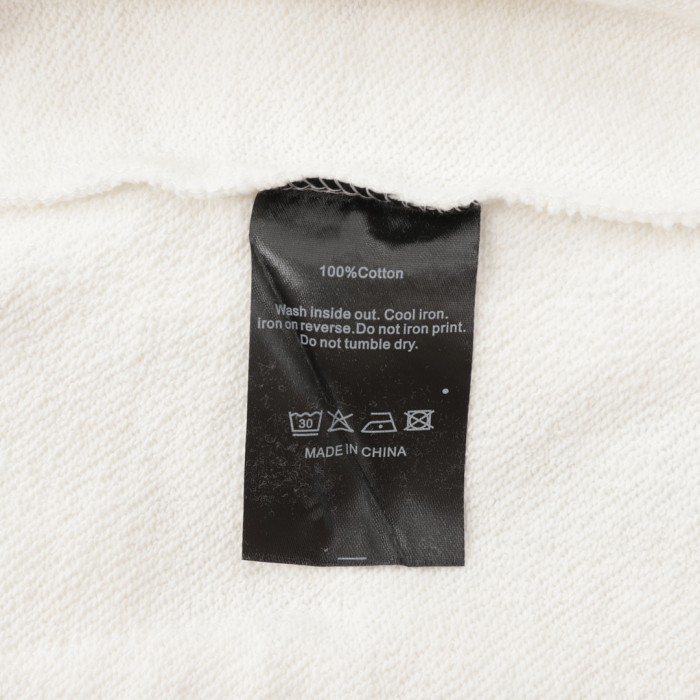 100%Cotton
Wash inside out. Cool iron.
Iron on reverse.Do not iron print.
Do not tumble dry.
30
MADE IN CHINA